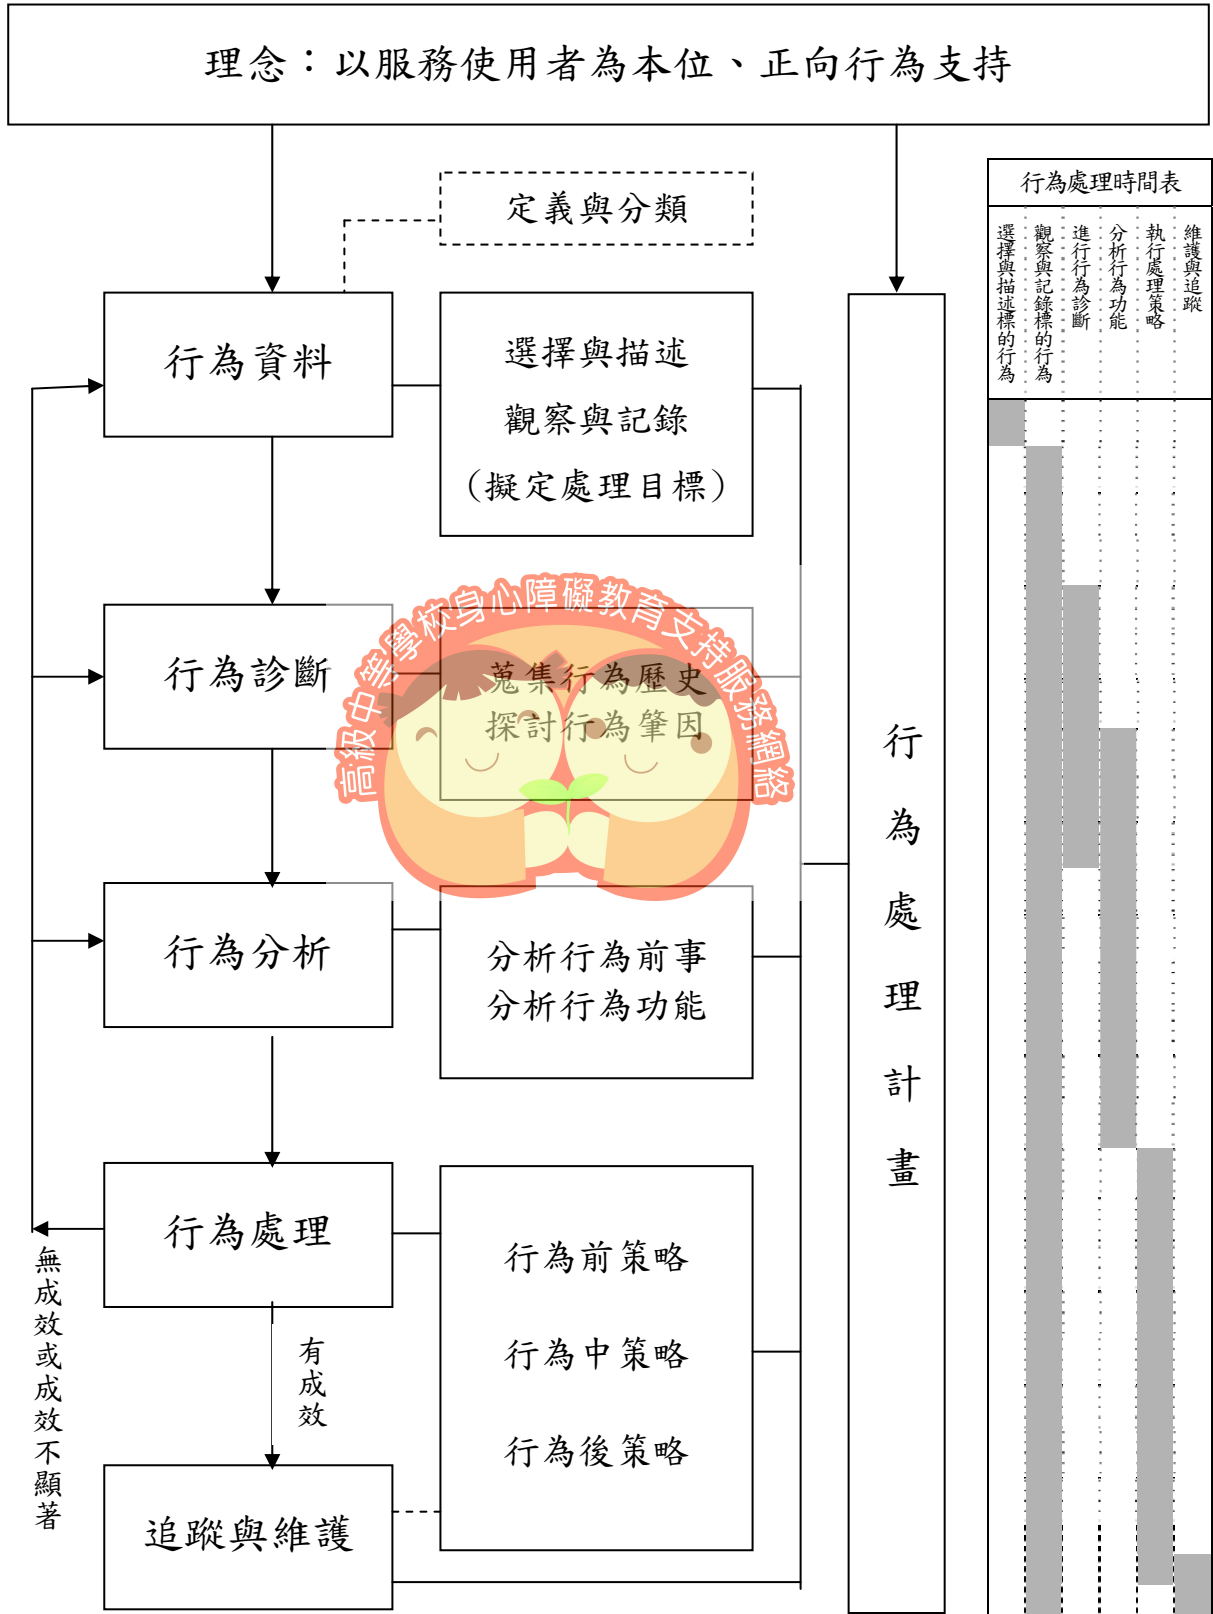 理念：以服務使用者為本位、正向行為支持
定義與分類
行為資料
選擇與描述
觀察與記錄
(擬定處理目標)
行為診斷
蒐集行為歷史
探討行為肇因
高級中等學校身心障礙教育支持服務網絡
行為分析
分析行為前事
分析行為功能
行為處理
行為前策略
行為中策略
行為後策略
無成效或成效不顯著
有成效
追蹤與維護
行為處理計畫
行為處理時間表
選擇與描述標的行為
觀察與記錄標的行為
進行行為診斷
分析行為功能
執行處理策略
維護與追蹤